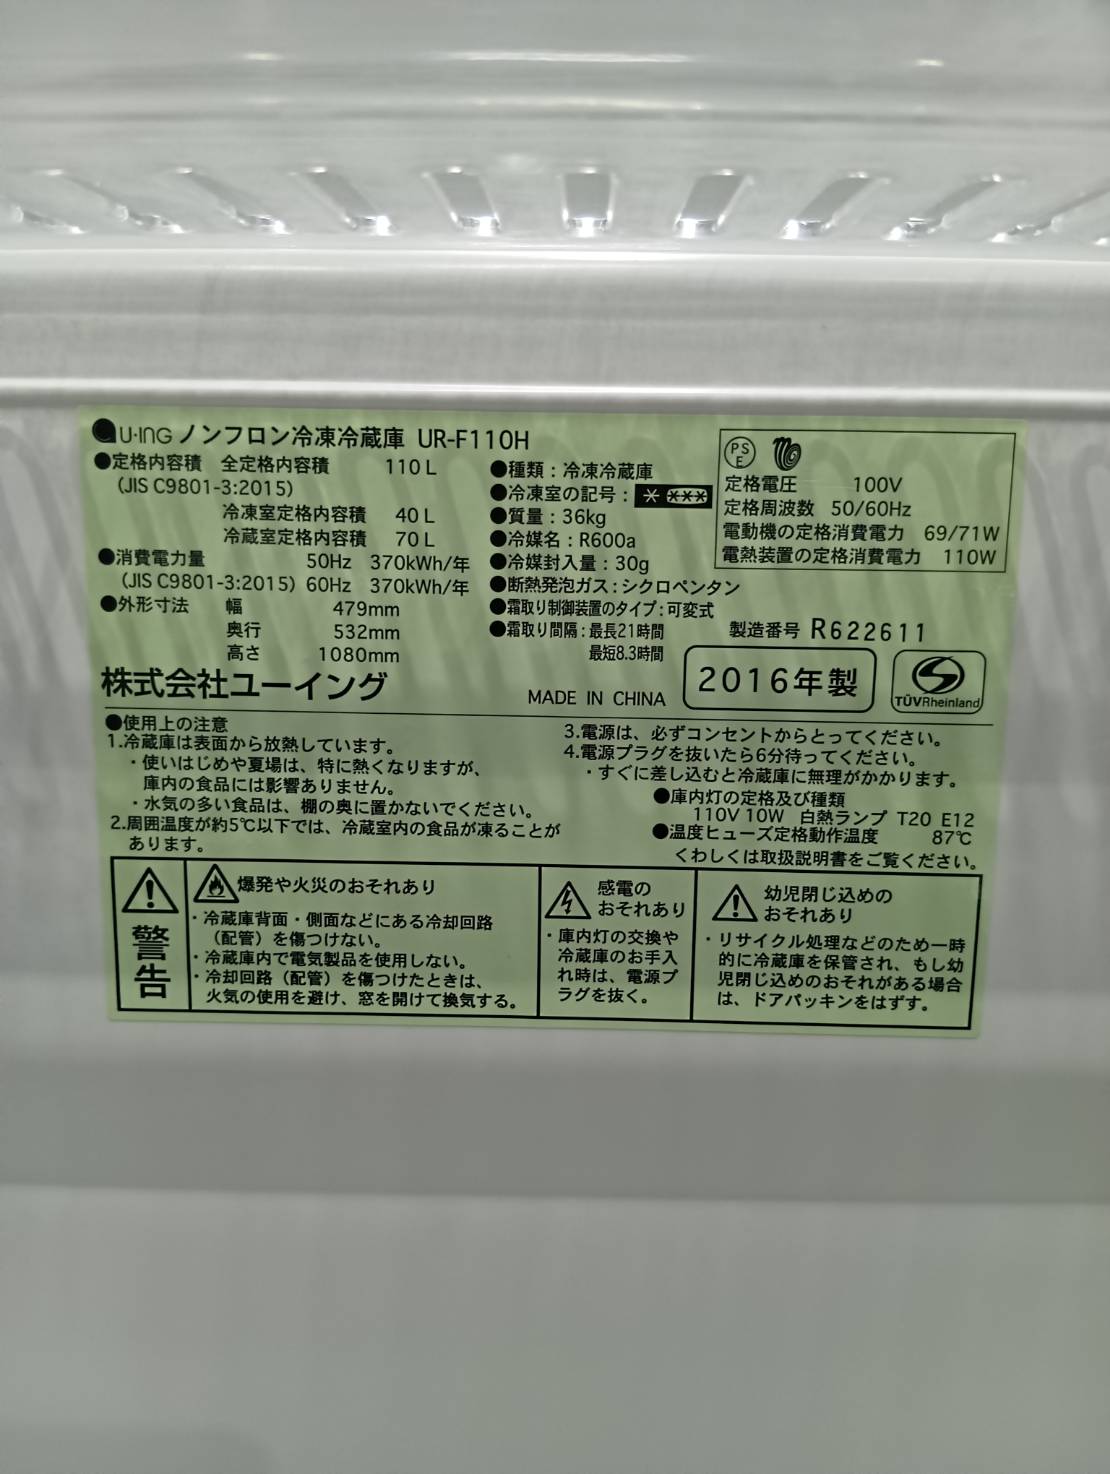 U·ING ノンフロン冷凍冷蔵庫 UR-F110H
●定格内容積 全定格内容積 110L
(JIS C9801-3:2015)
冷凍室定格内容積 40L
冷蔵室定格内容積 70L
●消費電力量 50Hz 370kWh/年
(JIS C9801-3:2015) 60Hz 370kWh/年
●外形寸法 幅 479mm
奥行 532mm
高さ 1080mm
株式会社ユーイング
●種類:冷凍冷蔵庫
●冷凍室の記号:* ***
●質量:36kg
●冷媒名:R600a
●冷媒封入量:30g
●断熱発泡ガス:シクロペンタン
●霜取り制御装置のタイプ:可変式
●霜取り間隔:最長21時間
最短8.3時間
MADE IN CHINA
PSE
定格電圧 100V
定格周波数 50/60Hz
電動機の定格消費電力 69/71W
電熱装置の定格消費電力 110W
製造番号 R622611
2016年製
TÜVRheinland
●使用上の注意
1.冷蔵庫は表面から放熱しています。
・使いはじめや夏場は、特に熱くなりますが、
庫内の食品には影響ありません。
・水気の多い食品は、棚の奥に置かないでください。
2.周囲温度が約5℃以下では、冷蔵室内の食品が凍ることが
あります。
3.電源は、必ずコンセントからとってください。
4.電源プラグを抜いたら6分待ってください。
・すぐに差し込むと冷蔵庫に無理がかかります。
●庫内灯の定格及び種類
110V 10W 白熱ランプ T20 E12
●温度ヒューズ定格動作温度 87℃
くわしくは取扱説明書をご覧ください。
警告
爆発や火災のおそれあり
・冷蔵庫背面・側面などにある冷却回路
(配管)を傷つけない。
・冷蔵庫内で電気製品を使用しない。
・冷却回路(配管)を傷つけたときは、
火気の使用を避け、窓を開けて換気する。
感電の
おそれあり
・庫内灯の交換や
冷蔵庫のお手入
れ時は、電源プ
ラグを抜く。
幼児閉じ込めの
おそれあり
・リサイクル処理などのため一時
的に冷蔵庫を保管され、もし幼
児閉じ込めのおそれがある場合
は、ドアパッキンをはずす。